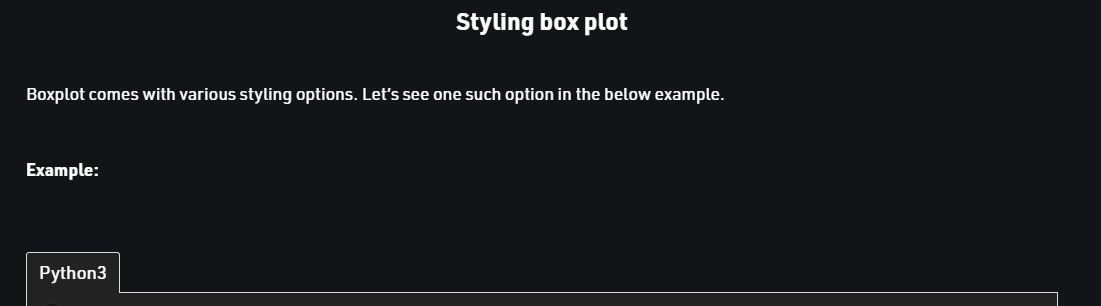 Styling box plot
Boxplot comes with various styling options. Let’s see one such option in the below example.
Example:
Python3